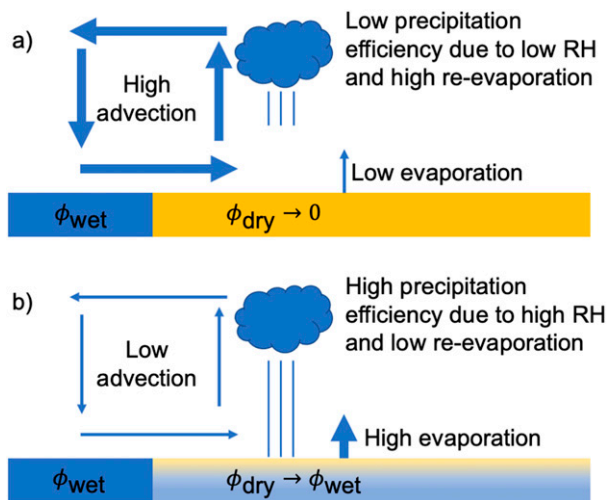 a)
Low precipitation
efficiency due to low RH
and high re-evaporation
High
advection
Low evaporation
ϕwet
ϕdry → 0
b)
High precipitation
efficiency due to high RH
and low re-evaporation
Low
advection
High evaporation
ϕwet
ϕdry → ϕwet